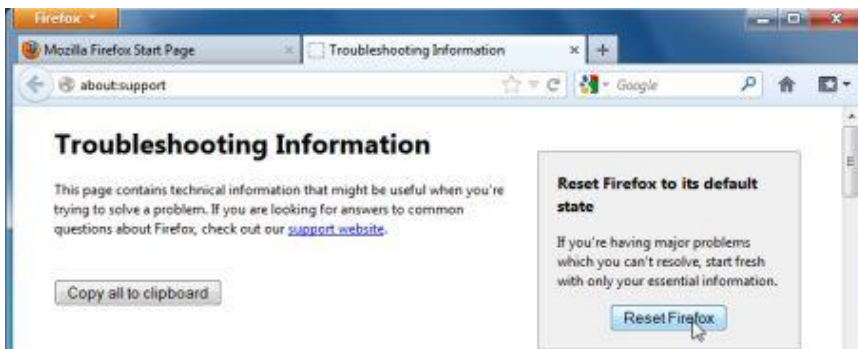 Firefox
Mozilla Firefox Start Page
Troubleshooting Information
about:support
Google
Troubleshooting Information
This page contains technical information that might be useful when you're
trying to solve a problem. If you are looking for answers to common
questions about Firefox, check out our support website.
Copy all to clipboard
Reset Firefox to its default
state
If you're having major problems
which you can't resolve, start fresh
with only your essential information.
Reset Firefox